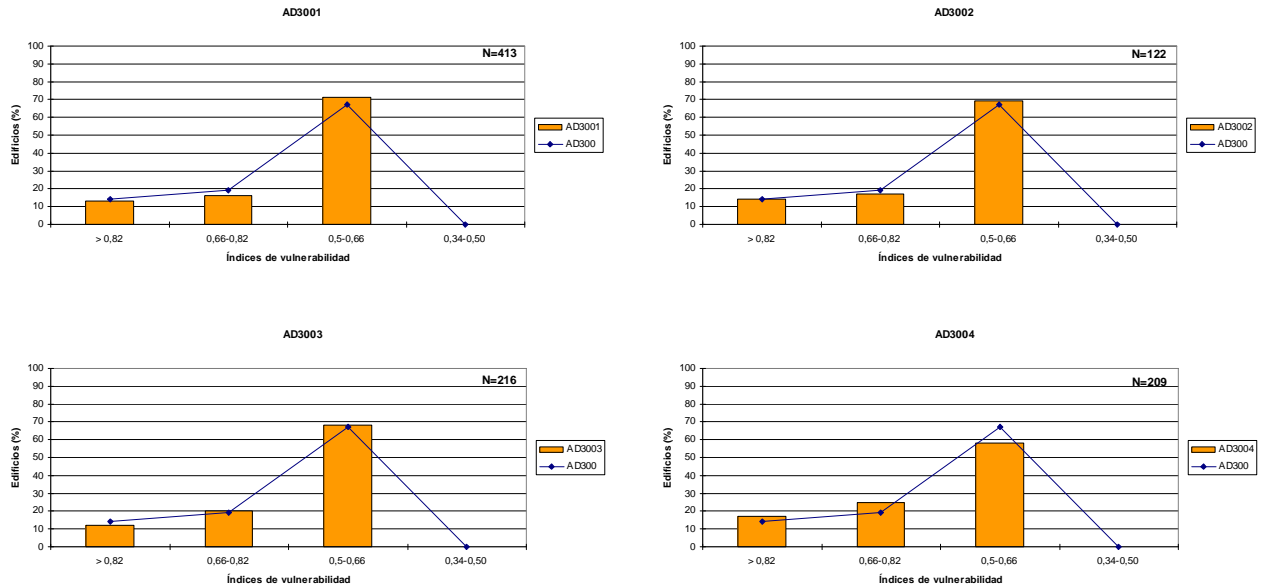 AD3001
N=413
100
90
80
70
60
50
40
30
20
10
0
Edificios (%)
> 0,82
0,66-0,82
0,5-0,66
0,34-0,50
Índices de vulnerabilidad
AD3001
AD300
AD3002
N=122
100
90
80
70
60
50
40
30
20
10
0
Edificios (%)
> 0,82
0,66-0,82
0,5-0,66
0,34-0,50
Índices de vulnerabilidad
AD3002
AD300
AD3003
N=216
100
90
80
70
60
50
40
30
20
10
0
Edificios (%)
> 0,82
0,66-0,82
0,5-0,66
0,34-0,50
Índices de vulnerabilidad
AD3003
AD300
AD3004
N=209
100
90
80
70
60
50
40
30
20
10
0
Edificios (%)
> 0,82
0,66-0,82
0,5-0,66
0,34-0,50
Índices de vulnerabilidad
AD3004
AD300